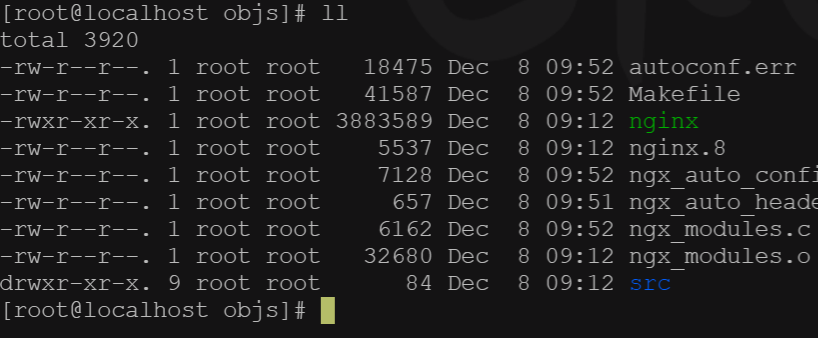 [root@localhost objs]# ll
total 3920
-rw-r--r--. 1 root root   18475 Dec  8 09:52 autoconf.err
-rw-r--r--. 1 root root   41587 Dec  8 09:52 Makefile
-rwxr-xr-x. 1 root root 3883589 Dec  8 09:12 nginx
-rw-r--r--. 1 root root    5537 Dec  8 09:12 nginx.8
-rw-r--r--. 1 root root    7128 Dec  8 09:52 ngx_auto_confi
-rw-r--r--. 1 root root     657 Dec  8 09:51 ngx_auto_heade
-rw-r--r--. 1 root root    6162 Dec  8 09:52 ngx_modules.c
-rw-r--r--. 1 root root   32680 Dec  8 09:12 ngx_modules.o
drwxr-xr-x. 9 root root      84 Dec  8 09:12 src
[root@localhost objs]#